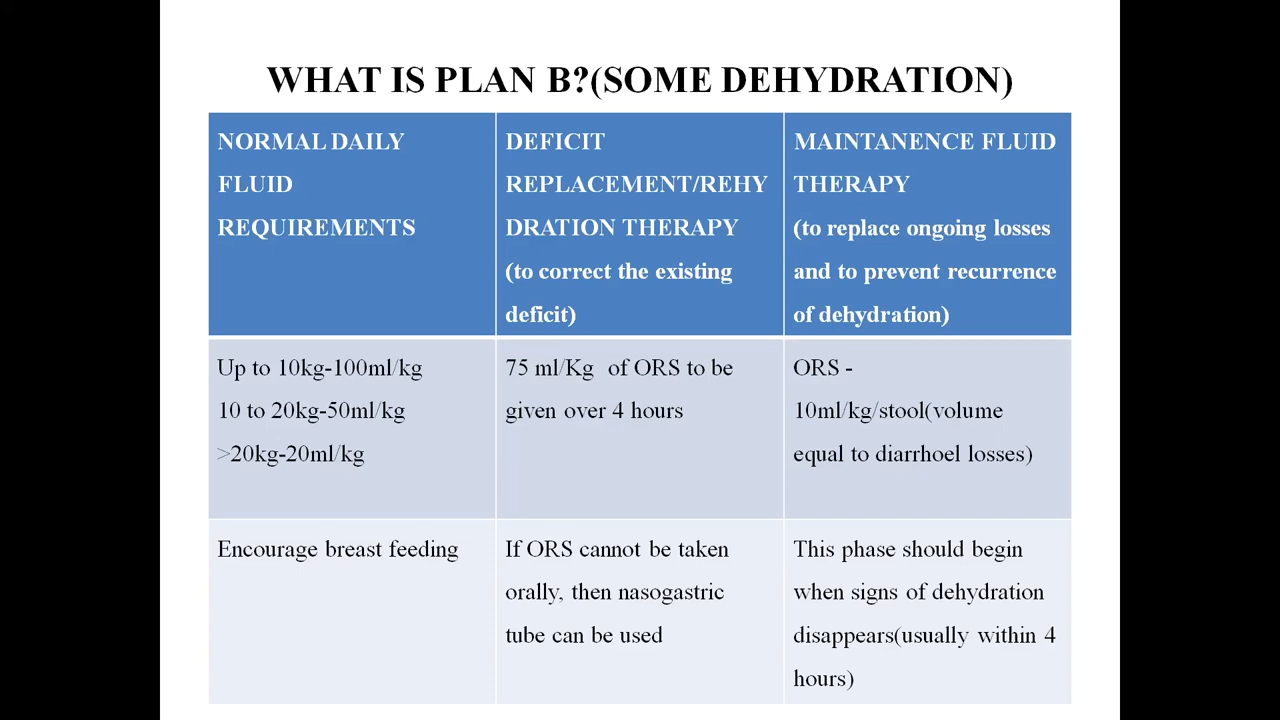 WHAT IS PLAN B?(SOME DEHYDRATION)
NORMAL DAILY
FLUID
REQUIREMENTS
DEFICIT
REPLACEMENT/REHY
DRATION THERAPY
(to correct the existing
deficit)
MAINTANENCE FLUID
THERAPY
(to replace ongoing losses
and to prevent recurrence
of dehydration)
Up to 10kg-100ml/kg
10 to 20kg-50ml/kg
>20kg-20ml/kg
75 ml/Kg of ORS to be
given over 4 hours
ORS -
10ml/kg/stool(volume
equal to diarrhoel losses)
Encourage breast feeding
If ORS cannot be taken
orally, then nasogastric
tube can be used
This phase should begin
when signs of dehydration
disappears(usually within 4
hours)